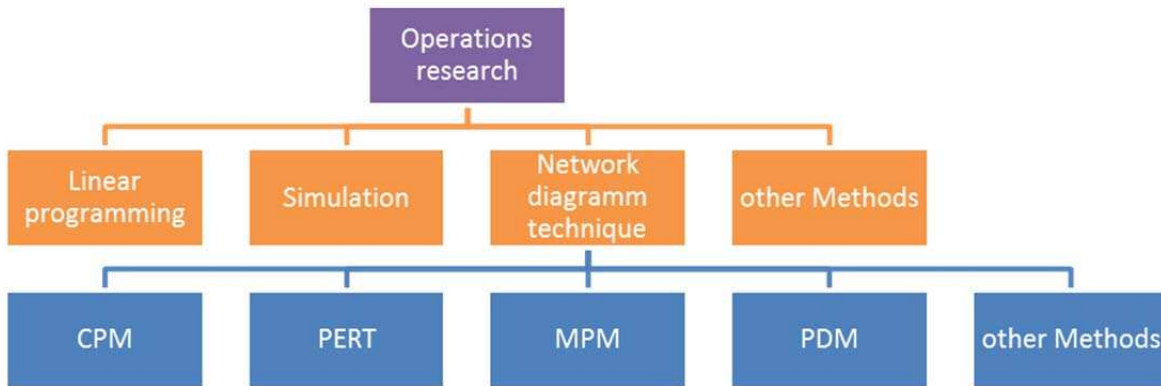 Operations
research
Linear
programming
Simulation
Network
diagramm
technique
other Methods
CPM
PERT
MPM
PDM
other Methods